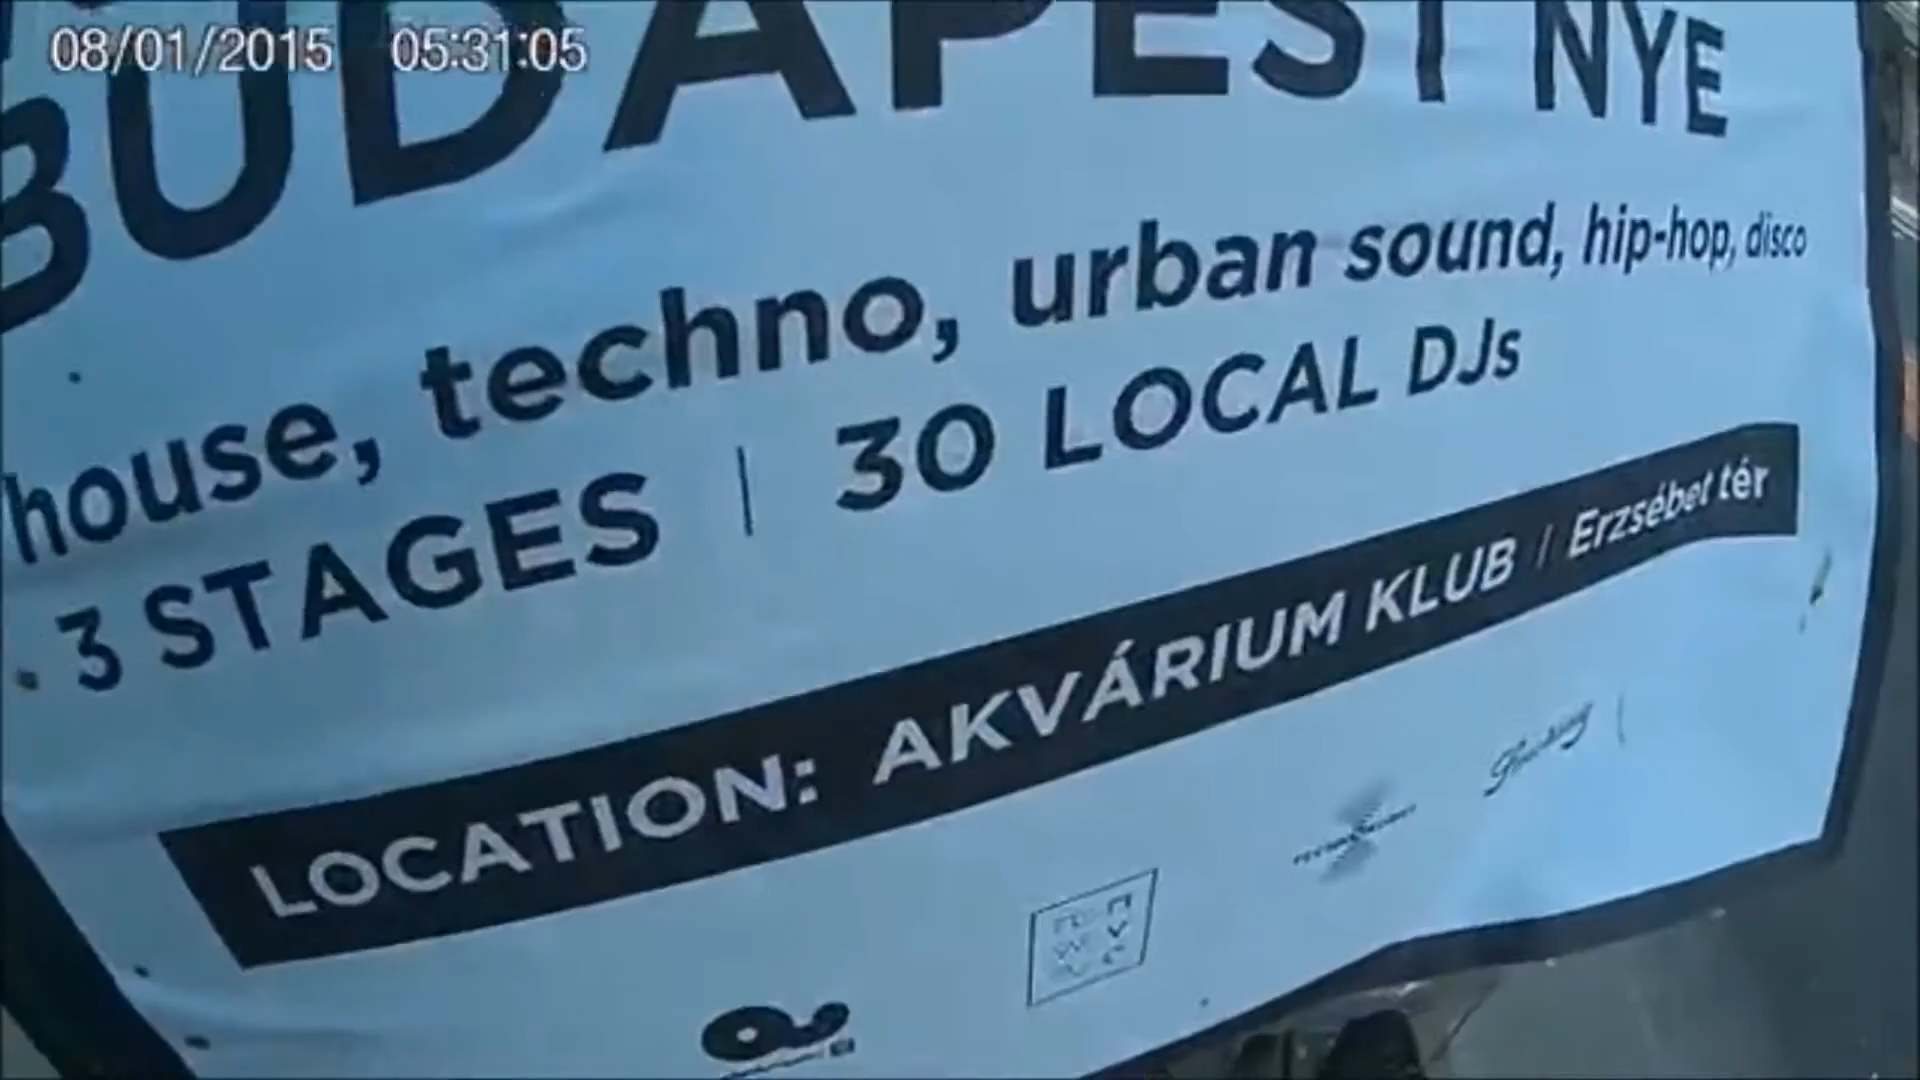 08/01/2015 05:31:05
BUDAPEST NYE
house, techno, urban sound, hip-hop, disco
3 STAGES | 30 LOCAL DJs
LOCATION: AKVÁRIUM KLUB / Erzsébet tér